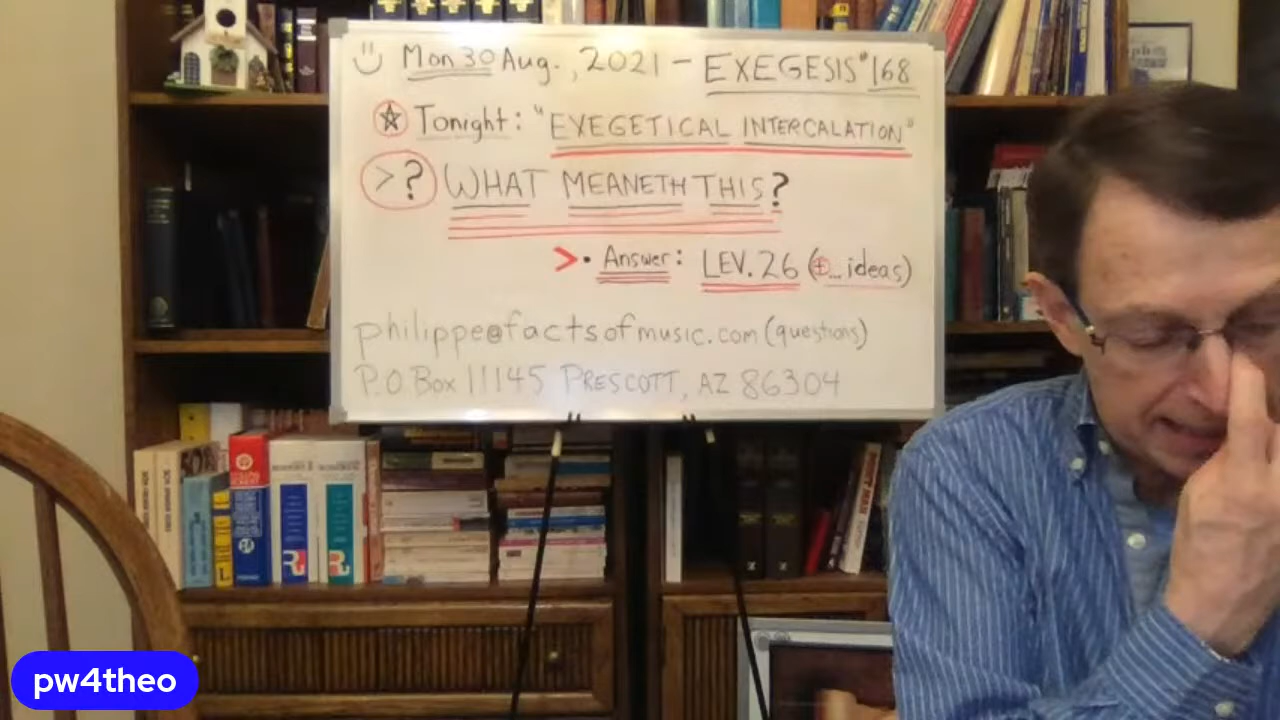 Mon 30 Aug., 2021 - EXEGESIS #168
Tonight: "EXEGETICAL INTERCALATION"
>? WHAT MEANETH THIS?
> • Answer: LEV. 26 (+... ideas)
philippe@factsofmusic.com (questions)
P.O Box 11145 PRESCOTT, AZ 86304
pw4theo